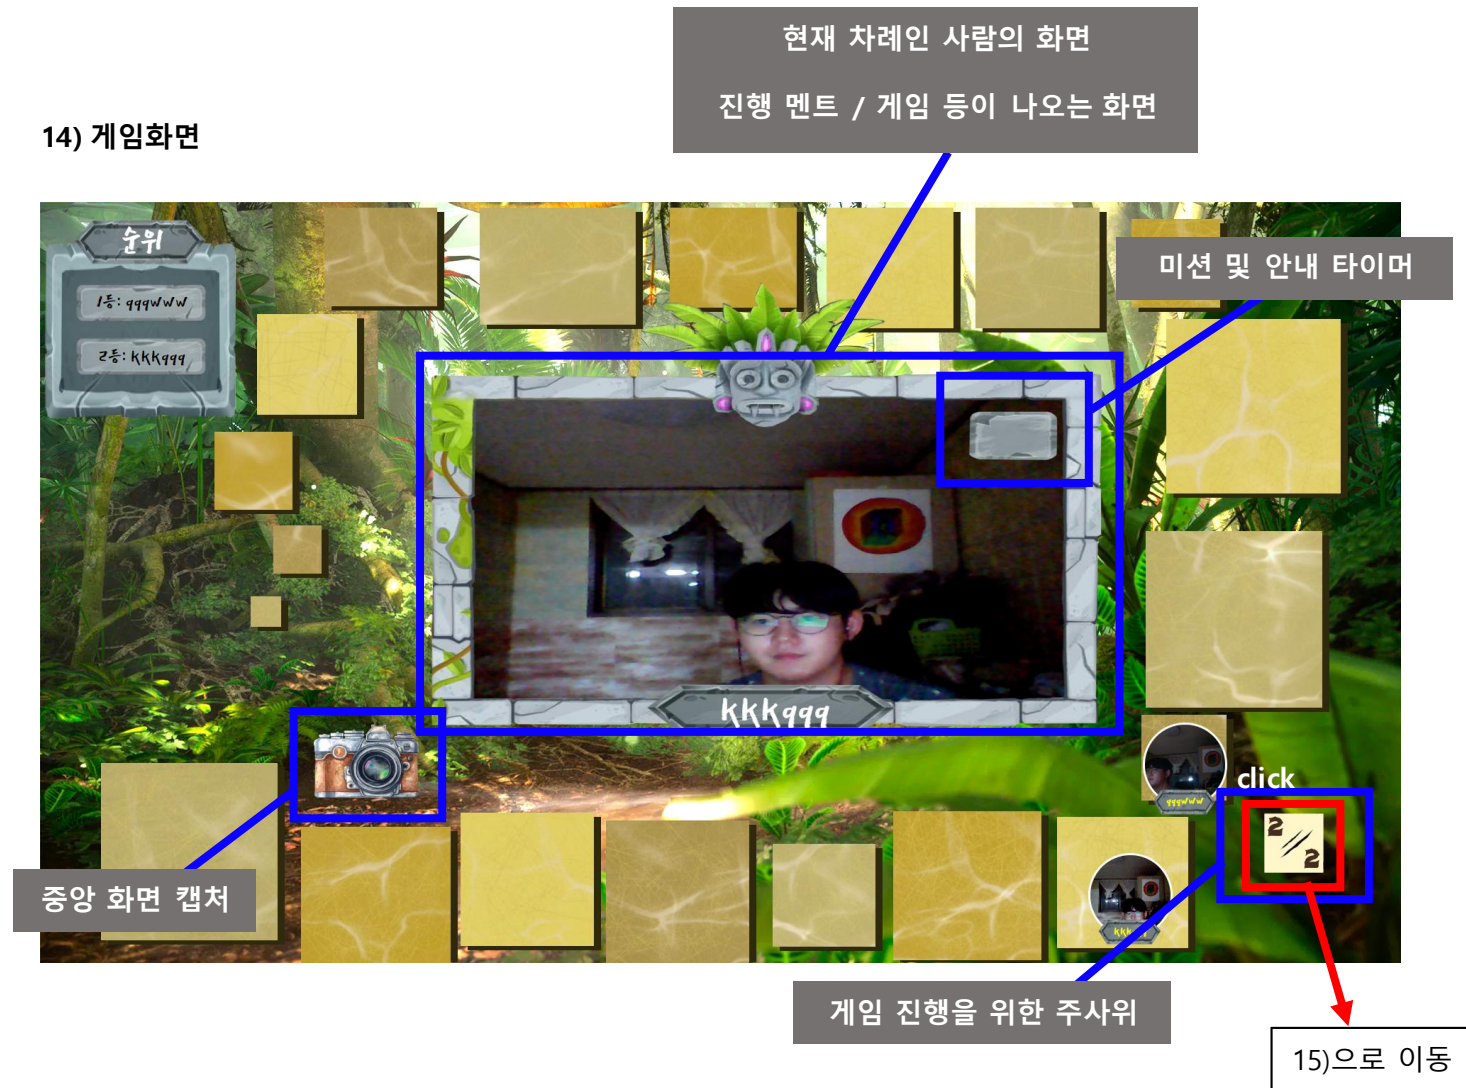 현재 차례인 사람의 화면
진행 멘트 / 게임 등이 나오는 화면
14) 게임화면
순위
1등: qqqwww
2등: kkkqqq
미션 및 안내 타이머
kkkqqq
qqqwww
click
2
2
중앙 화면 캡처
게임 진행을 위한 주사위
15)으로 이동